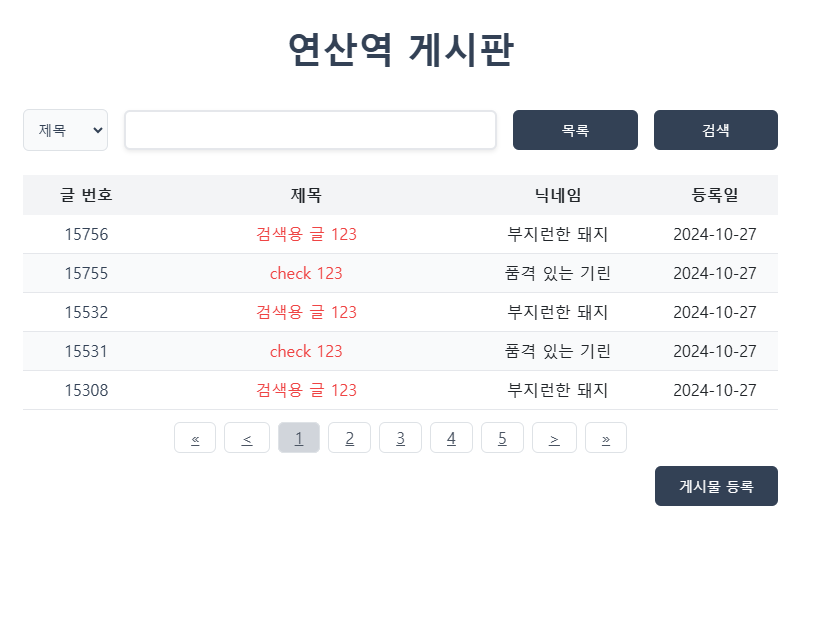 연산역 게시판
제목 목록 검색
글 번호 제목 닉네임 등록일
15756 검색용 글 123 부지런한 돼지 2024-10-27
15755 check 123 품격 있는 기린 2024-10-27
15532 검색용 글 123 부지런한 돼지 2024-10-27
15531 check 123 품격 있는 기린 2024-10-27
15308 검색용 글 123 부지런한 돼지 2024-10-27
« < 1 2 3 4 5 > »
게시물 등록